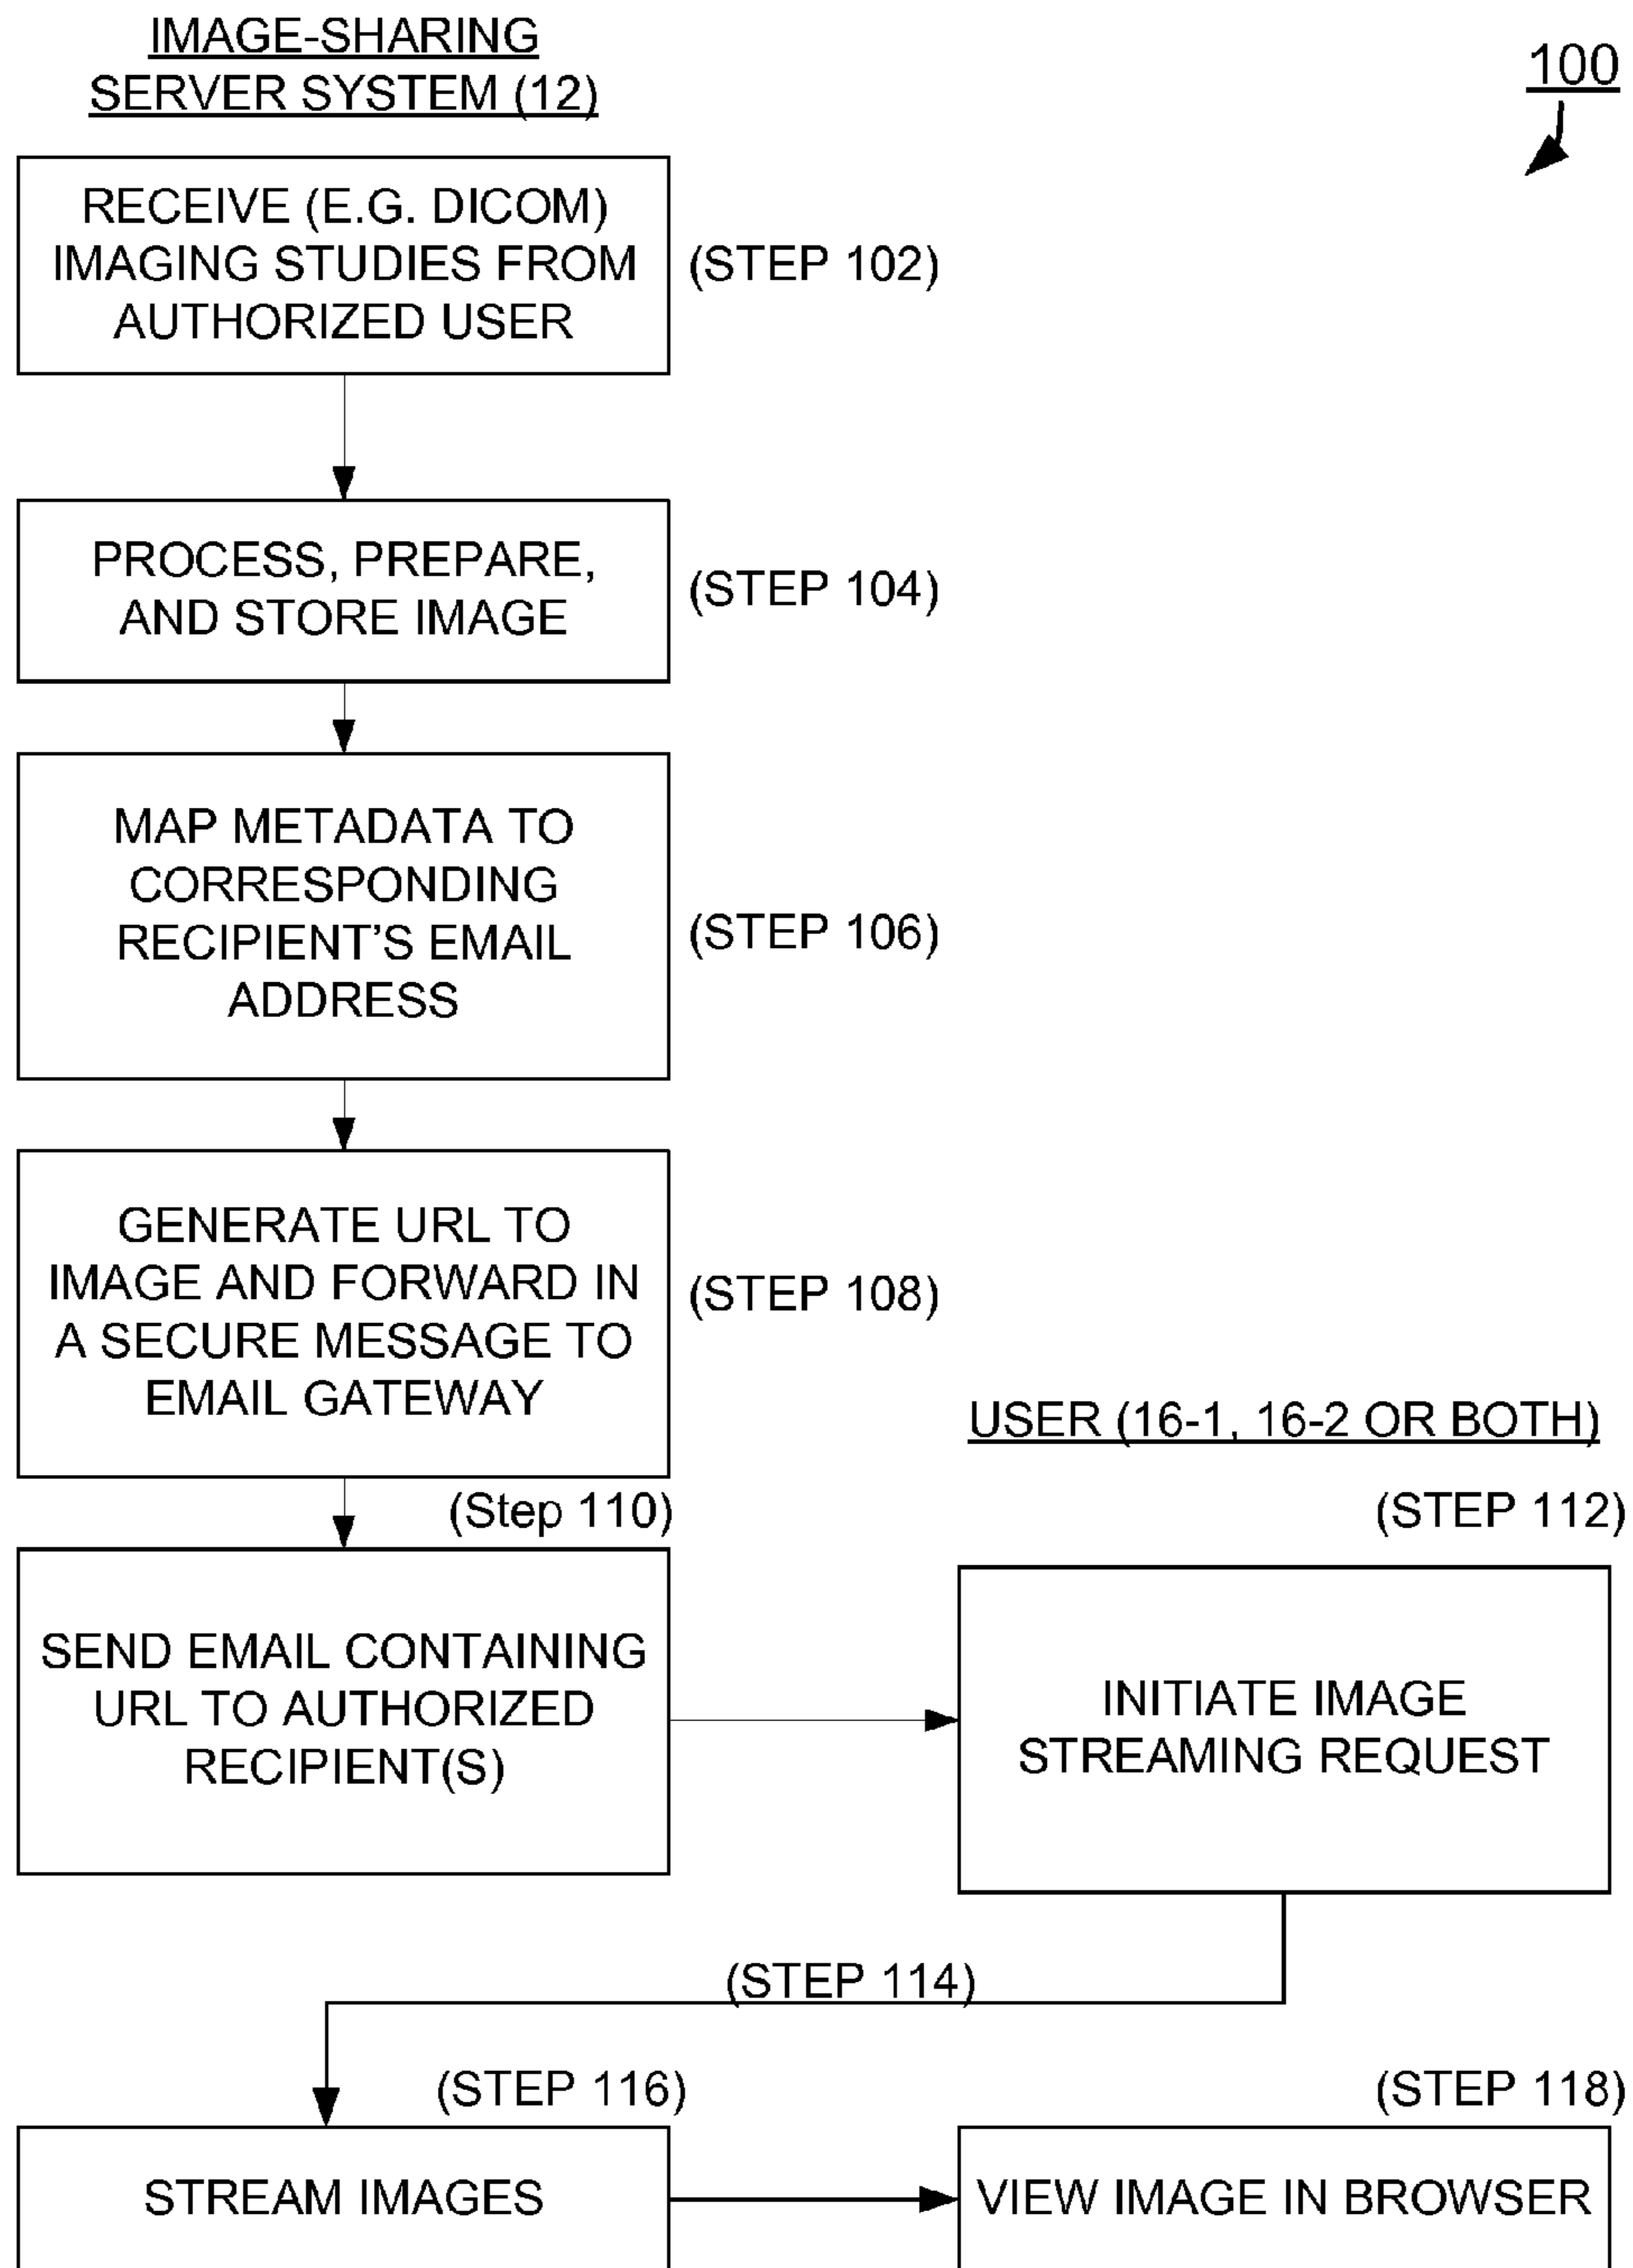 IMAGE-SHARING
SERVER SYSTEM (12)
100
RECEIVE (E.G. DICOM)
IMAGING STUDIES FROM
AUTHORIZED USER
(STEP 102)
PROCESS, PREPARE,
AND STORE IMAGE
(STEP 104)
MAP METADATA TO
CORRESPONDING
RECIPIENT'S EMAIL
ADDRESS
(STEP 106)
GENERATE URL TO
IMAGE AND FORWARD IN
A SECURE MESSAGE TO
EMAIL GATEWAY
(STEP 108)
USER (16-1, 16-2 OR BOTH)
(Step 110)
SEND EMAIL CONTAINING
URL TO AUTHORIZED
RECIPIENT(S)
(STEP 112)
INITIATE IMAGE
STREAMING REQUEST
(STEP 114)
(STEP 116)
STREAM IMAGES
(STEP 118)
VIEW IMAGE IN BROWSER